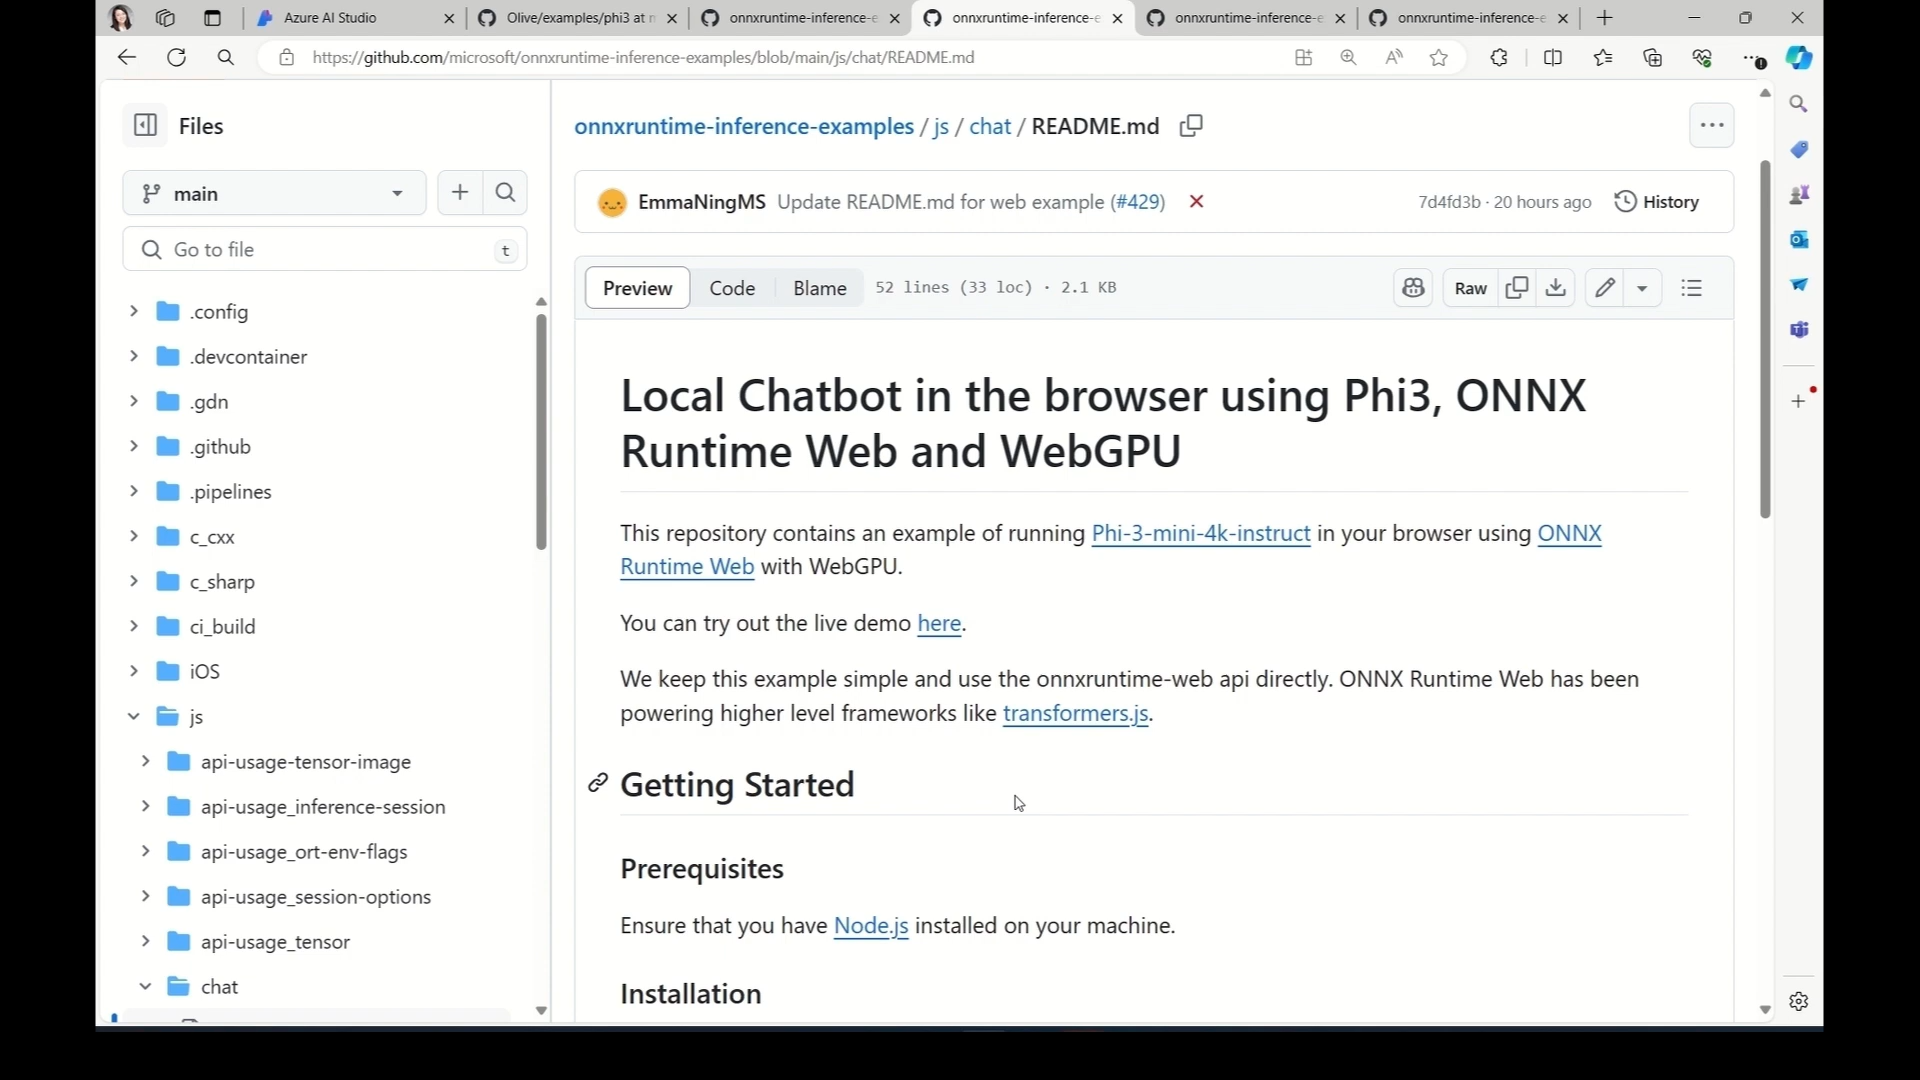 Azure AI Studio
Olive/examples/phi3 at
onnxruntime-inference-e
onnxruntime-inference-e
onnxruntime-inference-e
onnxruntime-inference-e
https://github.com/microsoft/onnxruntime-inference-examples/blob/main/js/chat/README.md
Files
onnxruntime-inference-examples / js / chat / README.md
main
EmmaNingMS Update README.md for web example (#429)
7d4fd3b · 20 hours ago
History
Go to file
t
Preview
Code
Blame
52 lines (33 loc) · 2.1 KB
Raw
.config
.devcontainer
.gdn
.github
.pipelines
c_cxx
c_sharp
ci_build
iOS
js
api-usage-tensor-image
api-usage_inference-session
api-usage_ort-env-flags
api-usage_session-options
api-usage_tensor
chat
Local Chatbot in the browser using Phi3, ONNX
Runtime Web and WebGPU
This repository contains an example of running Phi-3-mini-4k-instruct in your browser using ONNX
Runtime Web with WebGPU.
You can try out the live demo here.
We keep this example simple and use the onnxruntime-web api directly. ONNX Runtime Web has been
powering higher level frameworks like transformers.js.
Getting Started
Prerequisites
Ensure that you have Node.js installed on your machine.
Installation